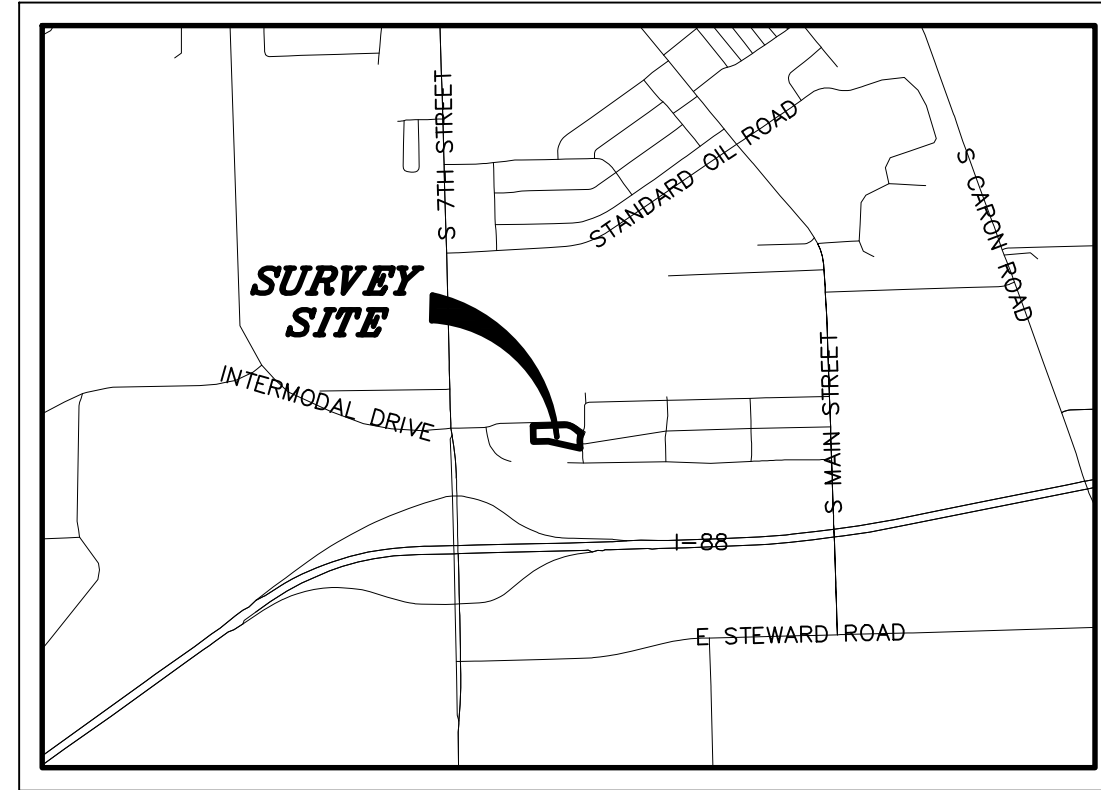 S 7TH STREET
STANDARD OIL ROAD
S CARON ROAD
SURVEY
SITE
INTERMODAL DRIVE
S MAIN STREET
I-88
E STEWARD ROAD